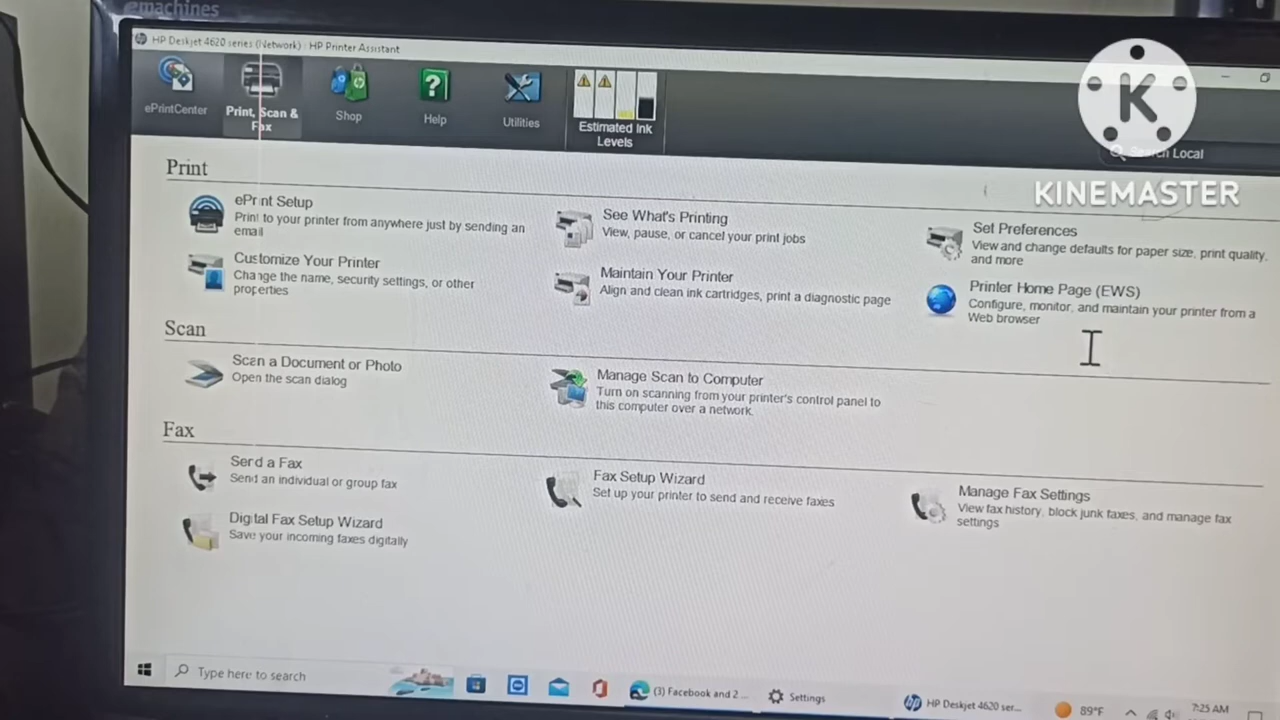 emachines
HP Deskjet 4620 series (Network) - HP Printer Assistant
ePrintCenter
Print, Scan &
Fax
Shop
Help
Utilities
Estimated Ink
Levels
Search Local
K
KINEMASTER
Print
ePrint Setup
Print to your printer from anywhere just by sending an
email
See What's Printing
View, pause, or cancel your print jobs
Set Preferences
View and change defaults for paper size, print quality,
and more
Customize Your Printer
Change the name, security settings, or other
properties
Maintain Your Printer
Align and clean ink cartridges, print a diagnostic page
Printer Home Page (EWS)
Configure, monitor, and maintain your printer from a
Web browser
Scan
Scan a Document or Photo
Open the scan dialog
Manage Scan to Computer
Turn on scanning from your printer's control panel to
this computer over a network.
Fax
Send a Fax
Send an individual or group fax
Fax Setup Wizard
Set up your printer to send and receive faxes
Manage Fax Settings
View fax history, block junk faxes, and manage fax
settings
Digital Fax Setup Wizard
Save your incoming faxes digitally
Type here to search
(3) Facebook and 2 ...
Settings
HP Deskjet 4620 ser...
89°F
7:25 AM